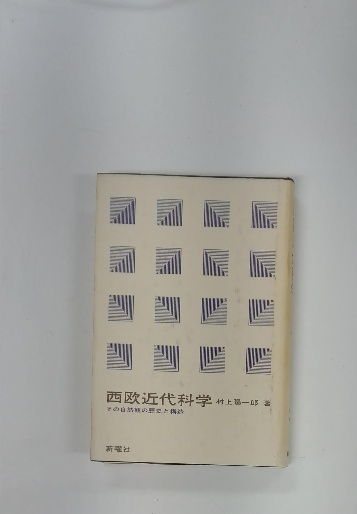 西欧近代科学 村上陽一郎 著
その自然観の歴史と構造
新曜社